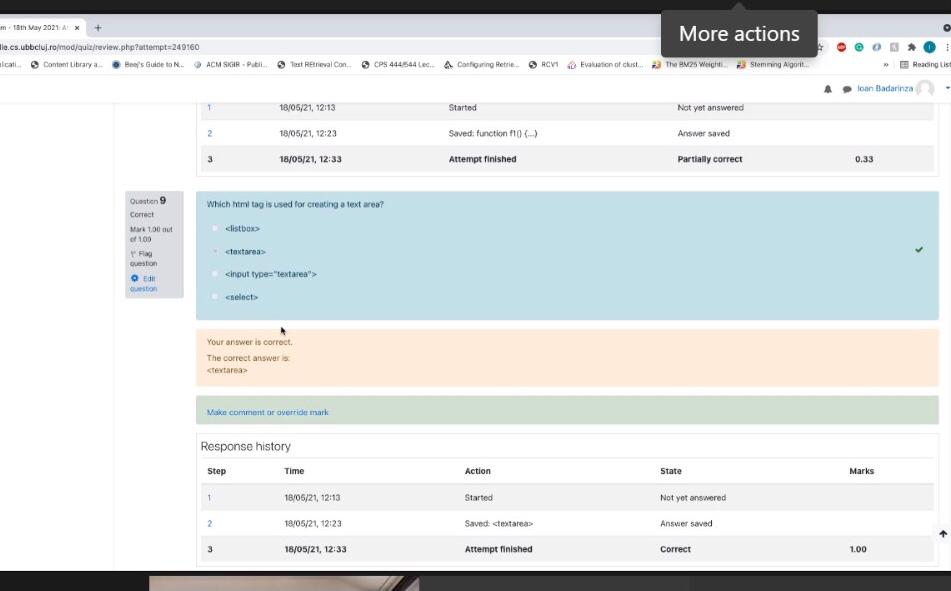 More actions
m - 18th May 2021: A
lle.cs.ubbcluj.ro/mod/quiz/review.php?attempt=249160
Content Library a...
Beej's Guide to N...
ACM SIGIR - Publi...
Text REtrieval Con...
CPS 444/544 Lec...
Configuring Retrie...
RCV1
Evaluation of clust...
The BM25 Weighti...
Stemming Algorit...
Reading List
Ioan Badarinza
1 18/05/21, 12:13 Started Not yet answered
2 18/05/21, 12:23 Saved: function f1() {...} Answer saved
3 18/05/21, 12:33 Attempt finished Partially correct 0.33
Question 9
Correct
Mark 1.00 out
of 1.00
Flag
question
Edit
question
Which html tag is used for creating a text area?
<listbox>
<textarea>
<input type="textarea">
<select>
Your answer is correct.
The correct answer is:
<textarea>
Make comment or override mark
Response history
Step Time Action State Marks
1 18/05/21, 12:13 Started Not yet answered
2 18/05/21, 12:23 Saved: <textarea> Answer saved
3 18/05/21, 12:33 Attempt finished Correct 1.00